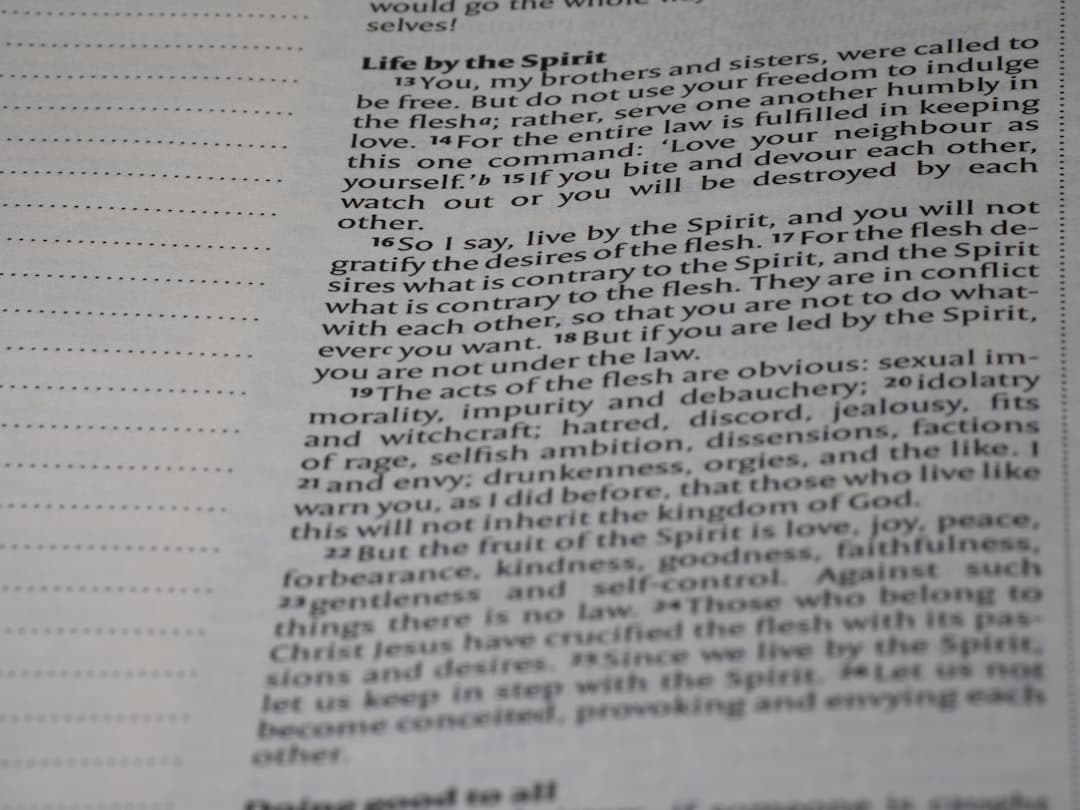 would go the whole
selves!
Life by the Spirit
13 You, my brothers and sisters, were called to
be free. But do not use your freedom to indulge
the flesha; rather, serve one another humbly in
love. 14 For the entire law is fulfilled in keeping
this one command: ‘Love your neighbour as
yourself.’b 15 If you bite and devour each other,
watch out or you will be destroyed by each
other.
16 So I say, live by the Spirit, and you will not
gratify the desires of the flesh. 17 For the flesh de-
sires what is contrary to the Spirit, and the Spirit
what is contrary to the flesh. They are in conflict
with each other, so that you are not to do what-
everc you want. 18 But if you are led by the Spirit,
you are not under the law.
19 The acts of the flesh are obvious: sexual im-
morality, impurity and debauchery; 20 idolatry
and witchcraft; hatred, discord, jealousy, fits
of rage, selfish ambition, dissensions, factions
21 and envy; drunkenness, orgies, and the like. I
warn you, as I did before, that those who live like
this will not inherit the kingdom of God.
22 But the fruit of the Spirit is love, joy, peace,
forbearance, kindness, goodness, faithfulness,
23 gentleness and self-control. Against such
things there is no law. 24 Those who belong to
Christ Jesus have crucified the flesh with its pas-
sions and desires. 25 Since we live by the Spirit,
let us keep in step with the Spirit. 26 Let us not
become conceited, provoking and envying each
other.
Doing good to all
if someone is caught